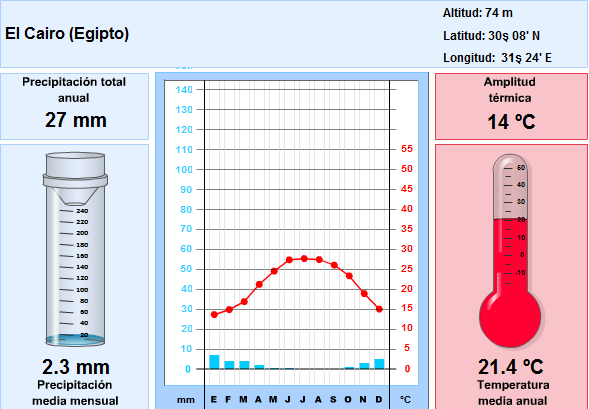 El Cairo (Egipto)
Altitud: 74 m
Latitud: 30ş 08' N
Longitud: 31ş 24' E
Precipitación total
anual
27 mm
Amplitud
térmica
14 ºC
140
130
120
110
100
90
80
70
60
50
40
30
20
10
0
55
50
45
40
35
30
25
20
15
10
5
0
mm E F M A M J J A S O N D ºC
240
220
200
180
160
140
120
100
80
60
40
20
2.3 mm
Precipitación
media mensual
50
40
30
20
10
0
-10
21.4 ºC
Temperatura
media anual